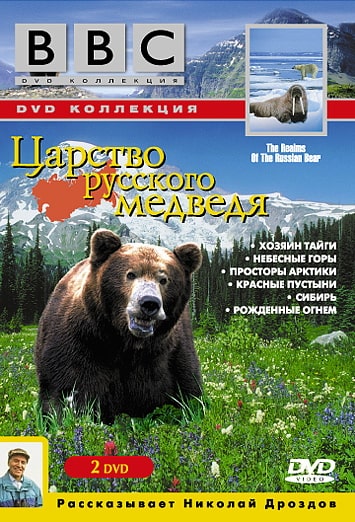 BBC
DVD КОЛЛЕКЦИЯ
DVD КОЛЛЕКЦИЯ
The Realms
Of The Russian Bear
Царство
русского
медведя
• ХОЗЯИН ТАЙГИ
• НЕБЕСНЫЕ ГОРЫ
• ПРОСТОРЫ АРКТИКИ
• КРАСНЫЕ ПУСТЫНИ
• СИБИРЬ
• РОЖДЕННЫЕ ОГНЕМ
2 DVD
DVD
VIDEO
Рассказывает Николай Дроздов